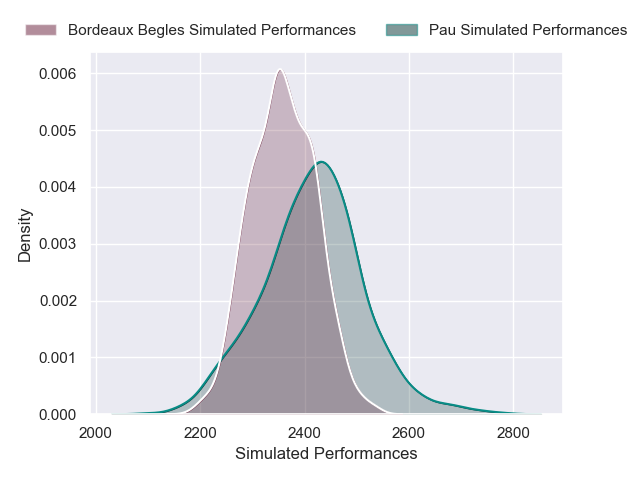 Bordeaux Begles Simulated Performances
Pau Simulated Performances
0.006
0.005
0.004
0.003
0.002
0.001
0.000
Density
2000 2200 2400 2600 2800
Simulated Performances